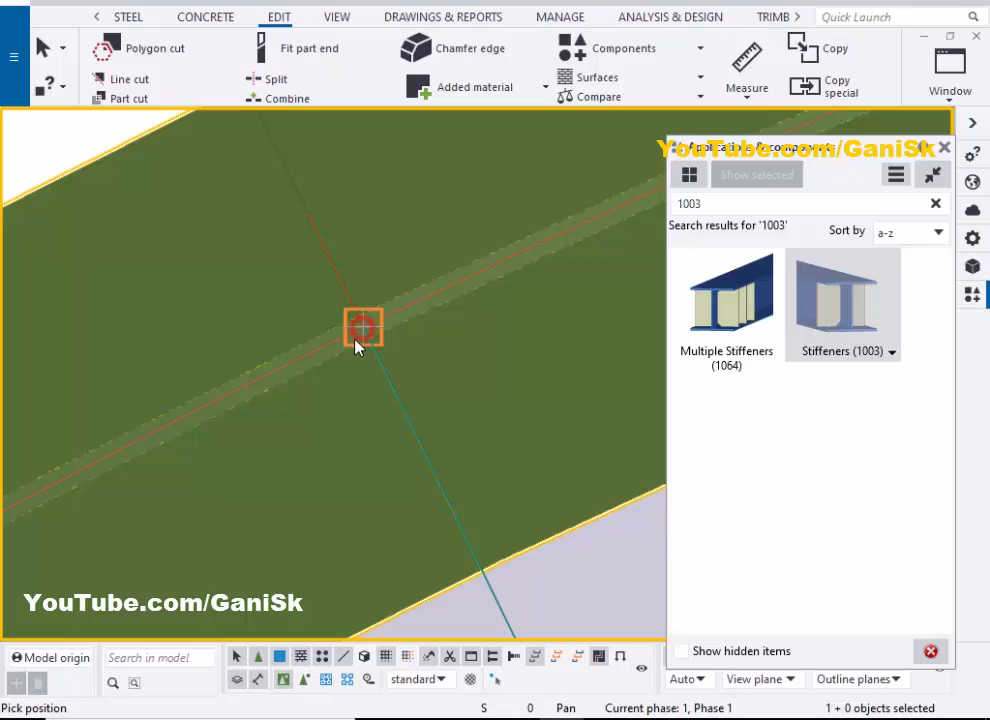 STEEL CONCRETE EDIT VIEW DRAWINGS & REPORTS MANAGE ANALYSIS & DESIGN TRIMB Quick Launch
Polygon cut Fit part end Chamfer edge Components Copy
Line cut Split Surfaces Copy special
Part cut Combine Added material Compare Measure Window
YouTube.com/GaniSk
Show selected
1003
Search results for '1003' Sort by a-z
Multiple Stiffeners (1064)
Stiffeners (1003)
YouTube.com/GaniSk
Show hidden items
Model origin Search in model
standard Auto View plane Outline planes
Pick position S O Pan Current phase: 1, Phase 1 1 + 0 objects selected